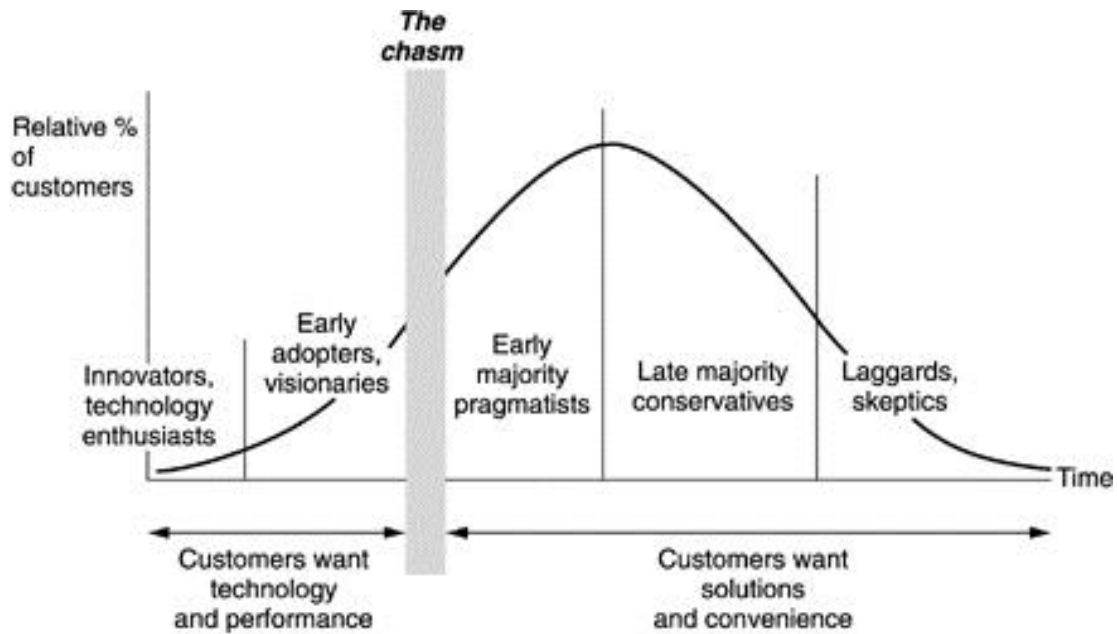 The
chasm
Relative %
of
customers
Innovators,
technology
enthusiasts
Early
adopters,
visionaries
Early
majority
pragmatists
Late majority
conservatives
Laggards,
skeptics
Time
Customers want
technology
and performance
Customers want
solutions
and convenience